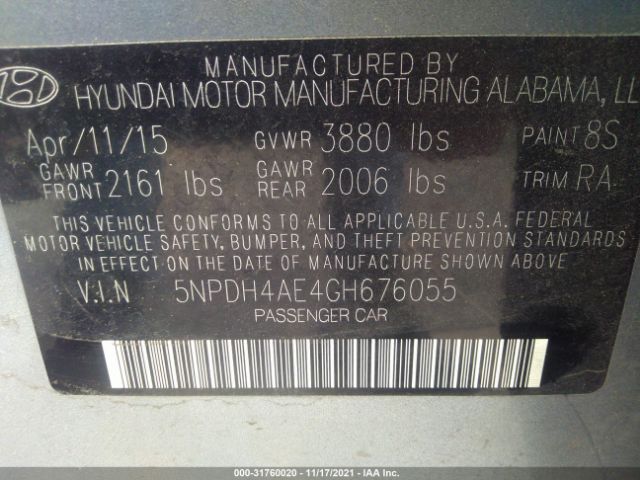 MANUFACTURED BY
HYUNDAI MOTOR MANUFACTURING ALABAMA, LL
Apr/11/15 GVWR 3880 lbs PAINT 8S
GAWR FRONT 2161 lbs GAWR REAR 2006 lbs TRIM RA
THIS VEHICLE CONFORMS TO ALL APPLICABLE U.S.A. FEDERAL
MOTOR VEHICLE SAFETY, BUMPER, AND THEFT PREVENTION STANDARDS
IN EFFECT ON THE DATE OF MANUFACTURE SHOWN ABOVE.
V.I.N 5NPDH4AE4GH676055
PASSENGER CAR
000-31760020 - 11/17/2021 - IAA Inc.